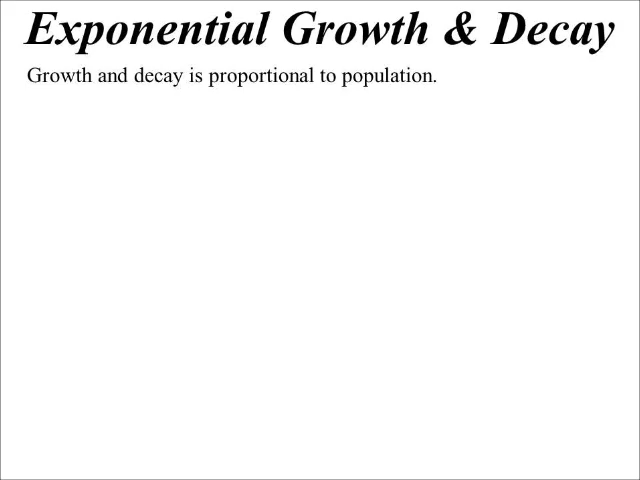 Exponential Growth & Decay
Growth and decay is proportional to population.